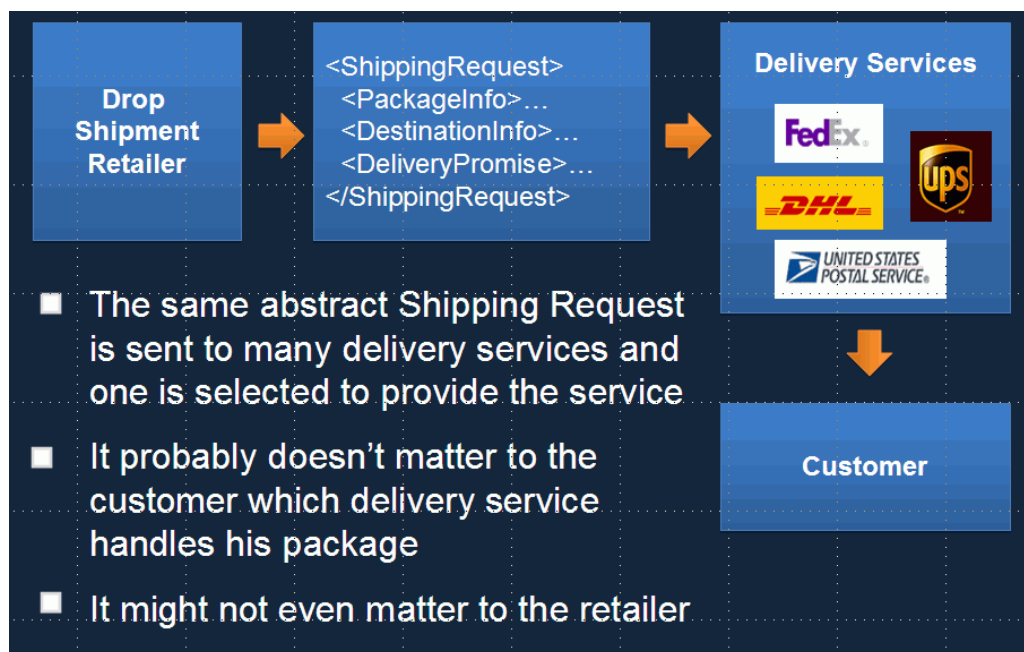 Drop
Shipment
Retailer
<ShippingRequest>
<PackageInfo>…
<DestinationInfo>…
<DeliveryPromise>…
</ShippingRequest>
Delivery Services
FedEx®
ups
TM
DHL
UNITED STATES
POSTAL SERVICE®
The same abstract Shipping Request
is sent to many delivery services and
one is selected to provide the service
It probably doesn’t matter to the
customer which delivery service
handles his package
It might not even matter to the retailer
Customer